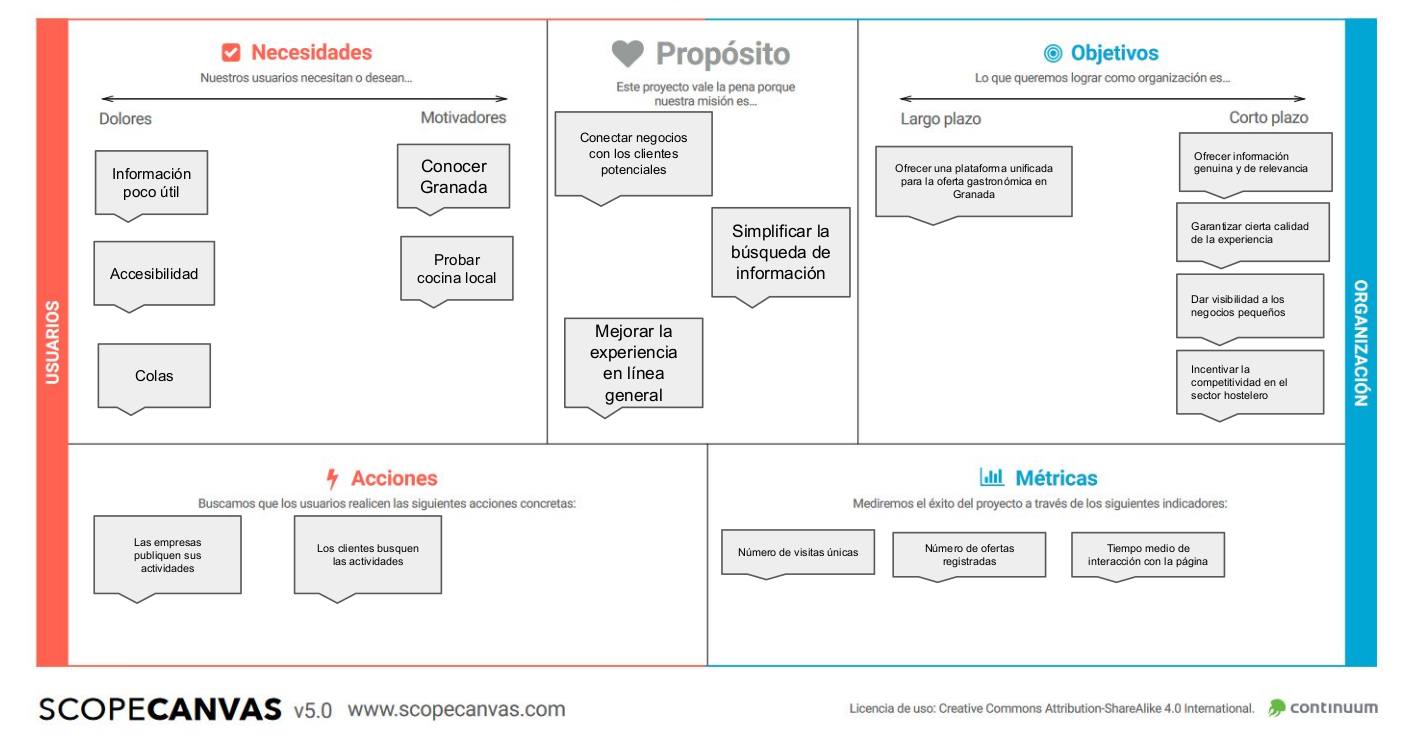 USUARIOS
Necesidades
Nuestros usuarios necesitan o desean...
Dolores
Motivadores
Información
poco útil
Conocer
Granada
Accesibilidad
Probar
cocina local
Colas
Propósito
Este proyecto vale la pena porque
nuestra misión es...
Conectar negocios
con los clientes
potenciales
Simplificar la
búsqueda de
información
Mejorar la
experiencia
en línea
general
Objetivos
Lo que queremos lograr como organización es...
Largo plazo
Corto plazo
Ofrecer una plataforma unificada
para la oferta gastronómica en
Granada
Ofrecer información
genuina y de relevancia
Garantizar cierta calidad
de la experiencia
Dar visibilidad a los
negocios pequeños
Incentivar la
competitividad en el
sector hostelero
ORGANIZACIÓN
Acciones
Buscamos que los usuarios realicen las siguientes acciones concretas:
Las empresas
publiquen sus
actividades
Los clientes busquen
las actividades
Métricas
Mediremos el éxito del proyecto a través de los siguientes indicadores:
Número de visitas únicas
Número de ofertas
registradas
Tiempo medio de
interacción con la página
SCOPECANVAS v5.0 www.scopecanvas.com
Licencia de uso: Creative Commons Attribution-ShareAlike 4.0 International.
continuum